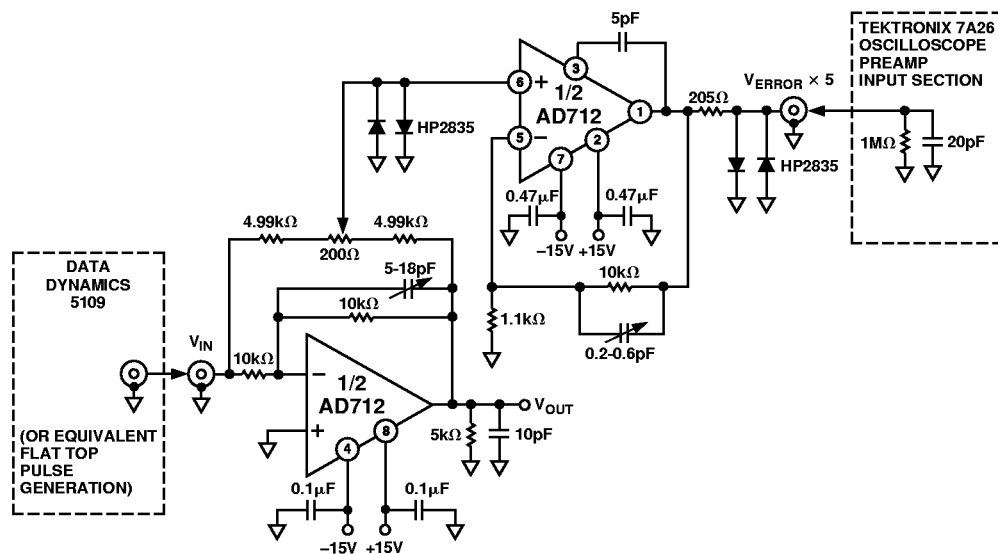 5pF
TEKTRONIX 7A26
OSCILLOSCOPE
PREAMP
INPUT SECTION
VERROR × 5
3
6
+
1/2
AD712
1
205Ω
HP2835
5
–
2
7
1MΩ
20pF
HP2835
0.47µF
0.47µF
–15V
+15V
4.99kΩ
4.99kΩ
200Ω
DATA
DYNAMICS
5109
5-18pF
10kΩ
10kΩ
1.1kΩ
0.2-0.6pF
VIN
10kΩ
–
1/2
AD712
+
8
4
VOUT
5kΩ
10pF
(OR EQUIVALENT
FLAT TOP
PULSE
GENERATION)
0.1µF
0.1µF
–15V
+15V